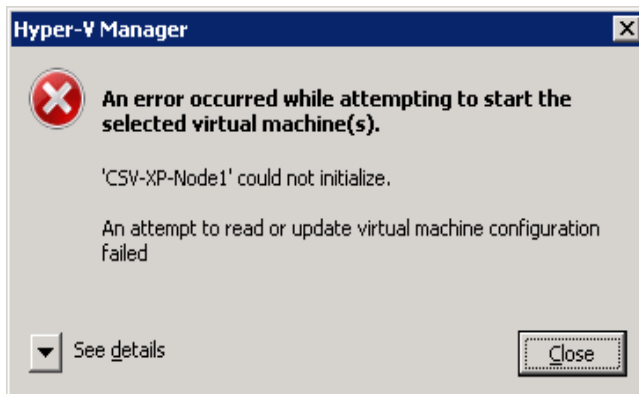 Hyper-V Manager
An error occurred while attempting to start the
selected virtual machine(s).
'CSV-XP-Node1' could not initialize.
An attempt to read or update virtual machine configuration
failed
See details
Close